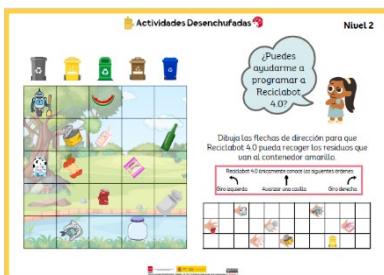 Actividades Desenchufadas
Nivel 2
¿Puedes
ayudarme a
programar a
Reciclabot
4.0?
Dibuja las flechas de dirección para que
Reciclabot 4.0 pueda recoger los residuos que
van al contenedor amarillo.
Reciclabot 4.0 únicamente conoce las siguientes órdenes:
Giro izquierda
Avanzar una casilla
Giro derecha